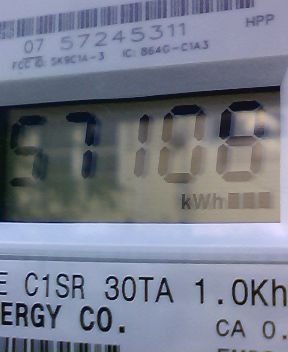 07 57245311
HPP
FCC ID: SK9C1A-3 IC: 864G-C1A3
57108
kWh
E C1SR 30TA 1.0Kh
ERGY CO.
CA 0.